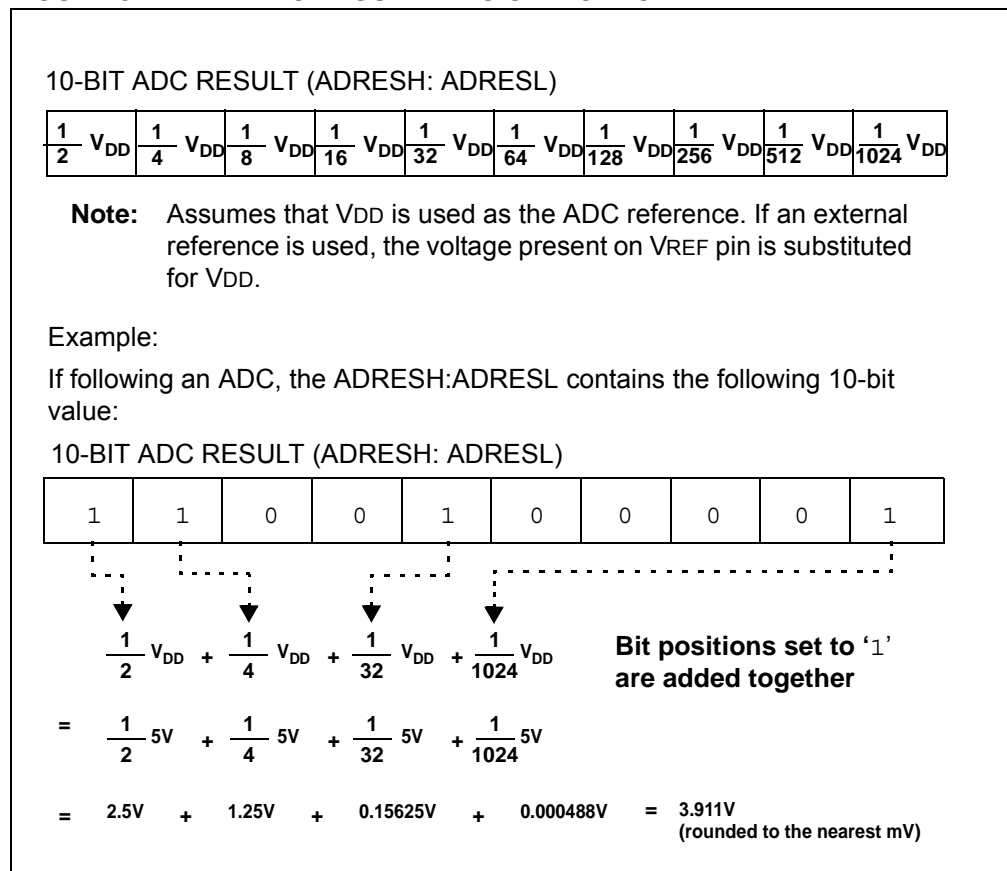 10-BIT ADC RESULT (ADRESH: ADRESL)
1/2 VDD 1/4 VDD 1/8 VDD 1/16 VDD 1/32 VDD 1/64 VDD 1/128 VDD 1/256 VDD 1/512 VDD 1/1024 VDD
Note: Assumes that VDD is used as the ADC reference. If an external
reference is used, the voltage present on VREF pin is substituted
for VDD.
Example:
If following an ADC, the ADRESH:ADRESL contains the following 10-bit
value:
10-BIT ADC RESULT (ADRESH: ADRESL)
1 1 0 0 1 0 0 0 0 1
1/2 VDD + 1/4 VDD + 1/32 VDD + 1/1024 VDD
Bit positions set to ‘1’
are added together
= 1/2 5V + 1/4 5V + 1/32 5V + 1/1024 5V
= 2.5V + 1.25V + 0.15625V + 0.000488V = 3.911V
(rounded to the nearest mV)